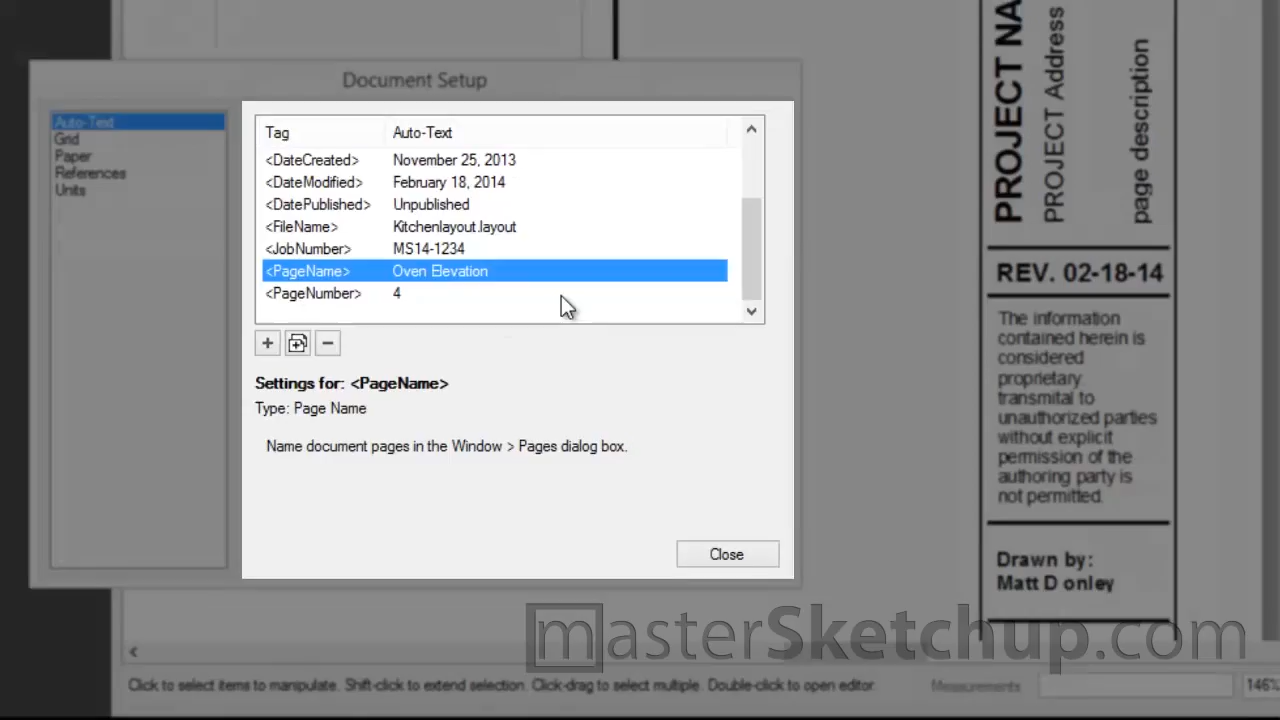 Document Setup
Auto-Text
Grid
Paper
References
Units
Tag Auto-Text
<DateCreated> November 25, 2013
<DateModified> February 18, 2014
<DatePublished> Unpublished
<FileName> Kitchenlayout.layout
<JobNumber> MS14-1234
<PageName> Oven Elevation
<PageNumber> 4
Settings for: <PageName>
Type: Page Name
Name document pages in the Window > Pages dialog box.
Close
PROJECT NA
PROJECT Address
page description
REV. 02-18-14
The information
contained herein is
considered
proprietary.
transmital to
unauthorized parties
without explicit
permission of the
authoring party is
not permitted.
Drawn by:
Matt Donley
masterSketchup.com
Click to select items to manipulate. Shift-click to extend selection. Click-drag to select multiple. Double-click to open editor.
Measurements
146%